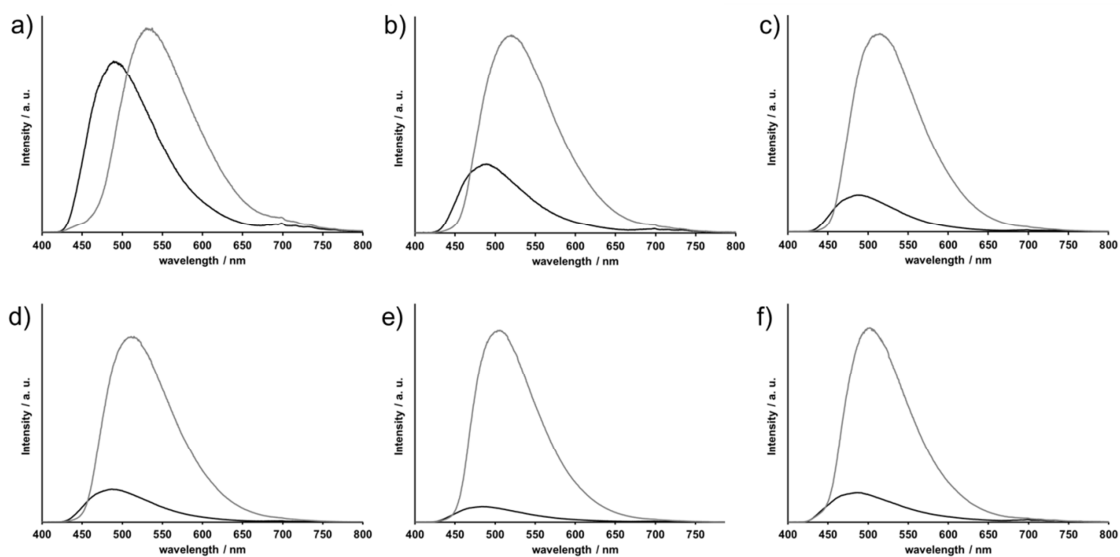 a)
Intensity / a. u.
400 450 500 550 600 650 700 750 800
wavelength / nm
b)
Intensity / a. u.
400 450 500 550 600 650 700 750 800
wavelength / nm
c)
Intensity / a. u.
400 450 500 550 600 650 700 750 800
wavelength / nm
d)
Intensity / a. u.
400 450 500 550 600 650 700 750 800
wavelength / nm
e)
Intensity / a. u.
400 450 500 550 600 650 700 750
wavelength / nm
f)
Intensity / a. u.
400 450 500 550 600 650 700 750 800
wavelength / nm